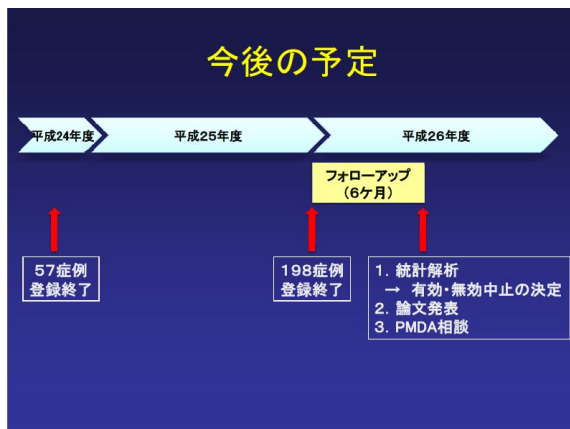 今後の予定
平成24年度
平成25年度
平成26年度
フォローアップ
(6ケ月)
57症例
登録終了
198症例
登録終了
1. 統計解析
→ 有効・無効中止の決定
2. 論文発表
3. PMDA相談